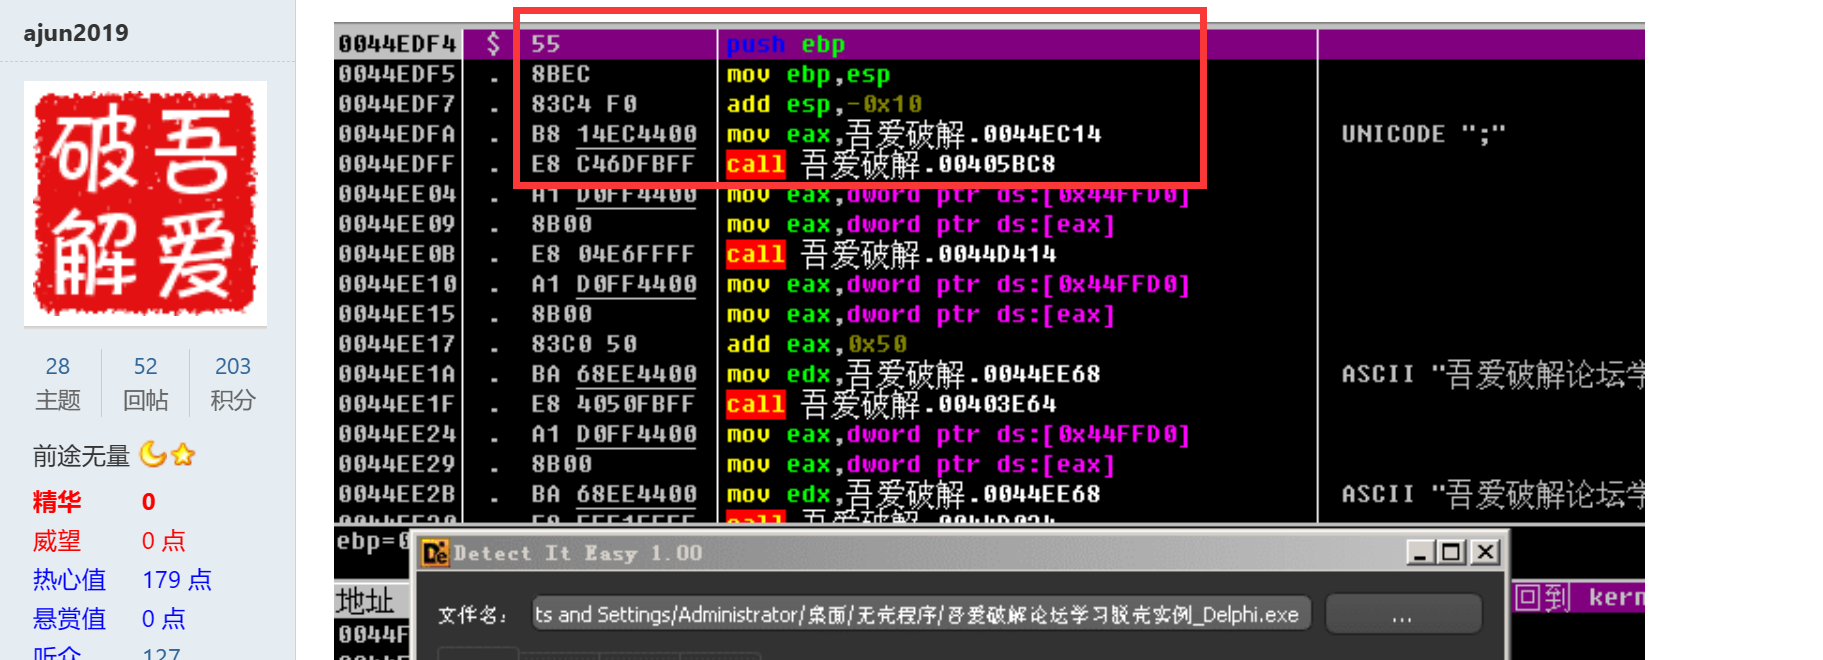 ajun2019
吾爱破解
28 52 203
主题 回帖 积分
前途无量
精华 0
威望 0 点
热心值 179 点
悬赏值 0 点
听众 127
0044EDF4 $ 55 push ebp
0044EDF5 . 8BEC mov ebp,esp
0044EDF7 . 83C4 F0 add esp,-0x10
0044EDFA . B8 14EC4400 mov eax,吾爱破解.0044EC14 UNICODE ";"
0044EDFF . E8 C46DFBFF call 吾爱破解.00405BC8
0044EE04 . A1 D0FF4400 mov eax,dword ptr ds:[0x44FFD0]
0044EE09 . 8B00 mov eax,dword ptr ds:[eax]
0044EE0B . E8 04E6FFFF call 吾爱破解.0044D414
0044EE10 . A1 D0FF4400 mov eax,dword ptr ds:[0x44FFD0]
0044EE15 . 8B00 mov eax,dword ptr ds:[eax]
0044EE17 . 83C0 50 add eax,0x50
0044EE1A . BA 68EE4400 mov edx,吾爱破解.0044EE68 ASCII "吾爱破解论坛学
0044EE1F . E8 4050FBFF call 吾爱破解.00403E64
0044EE24 . A1 D0FF4400 mov eax,dword ptr ds:[0x44FFD0]
0044EE29 . 8B00 mov eax,dword ptr ds:[eax]
0044EE2B . BA 68EE4400 mov edx,吾爱破解.0044EE68 ASCII "吾爱破解论坛学
ebp=0
Detect It Easy 1.00
文件名: ts and Settings/Administrator/桌面/无壳程序/吾爱破解论坛学习脱壳实例_Delphi.exe ...
地址
回到 kern
0044F